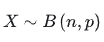 X ∼ B (n, p)